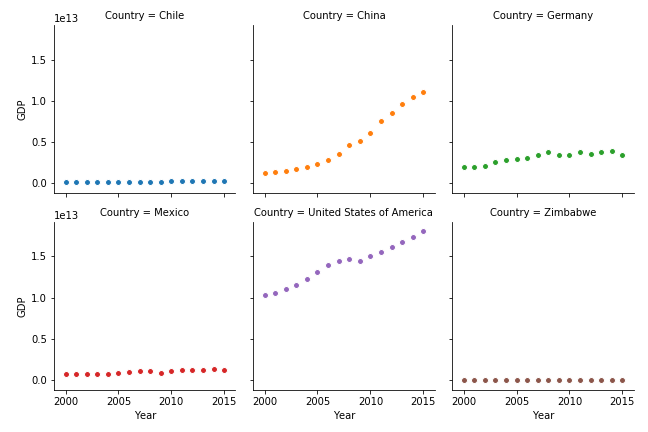 Country = Chile
Country = China
Country = Germany
1e13
1.5
1.0
0.5
0.0
GDP
Country = Mexico
Country = United States of America
Country = Zimbabwe
1e13
1.5
1.0
0.5
0.0
GDP
2000 2005 2010 2015
2000 2005 2010 2015
2000 2005 2010 2015
Year
Year
Year